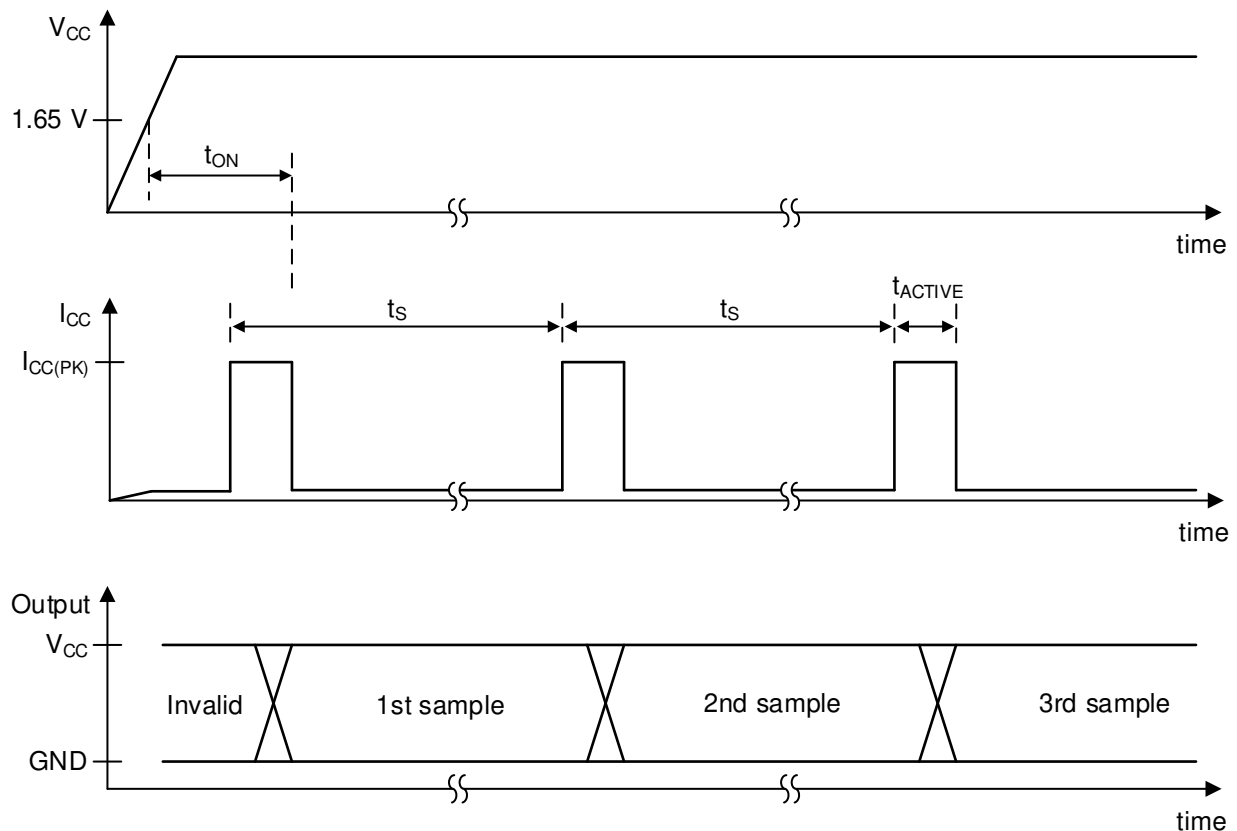 VCC
1.65 V
tON
time
ICC
ICC(PK)
tS
tS
tACTIVE
time
Output
VCC
Invalid
1st sample
2nd sample
3rd sample
GND
time